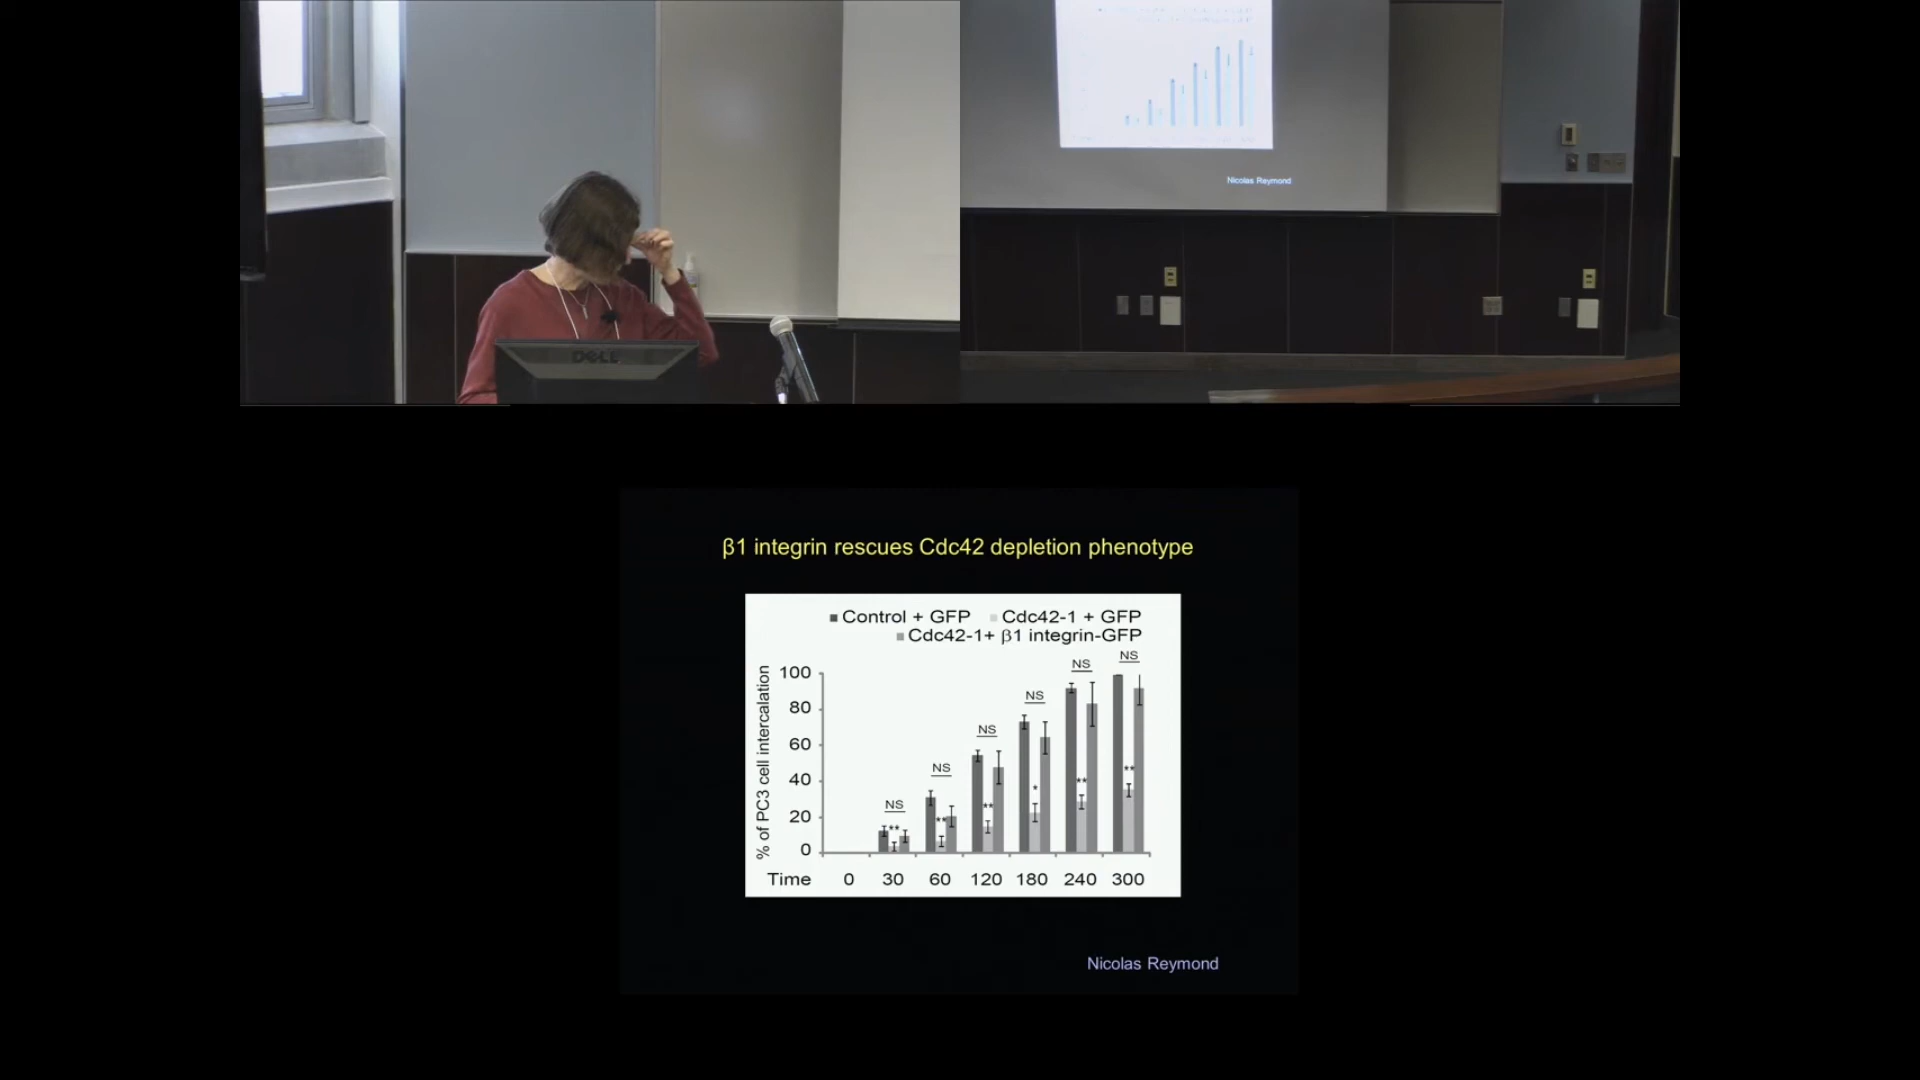 DELL
Nicolas Reymond
β1 integrin rescues Cdc42 depletion phenotype
Control + GFP Cdc42-1 + GFP
Cdc42-1+ β1 integrin-GFP
% of PC3 cell intercalation
100
80
60
40
20
0
NS
NS
NS
NS
NS
NS
**
**
**
*
**
**
Time 0 30 60 120 180 240 300
Nicolas Reymond